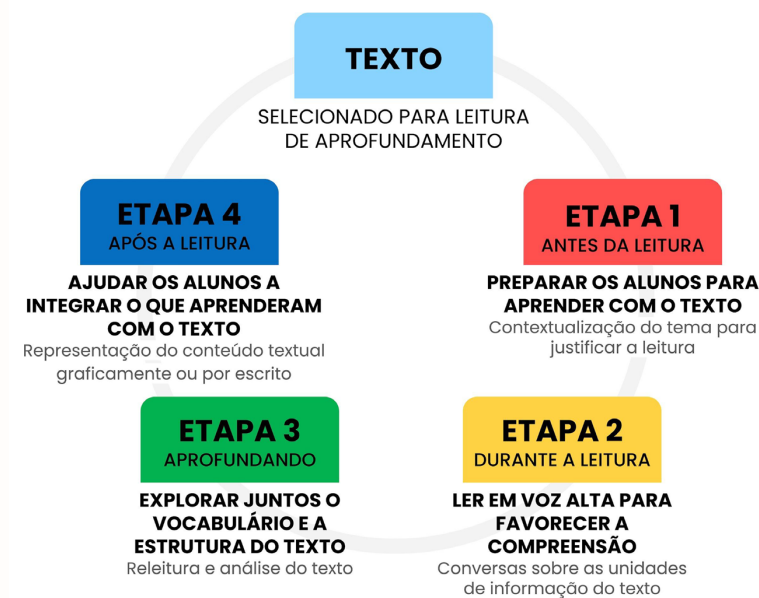 TEXTO
SELECIONADO PARA LEITURA
DE APROFUNDAMENTO
ETAPA 1
ANTES DA LEITURA
PREPARAR OS ALUNOS PARA
APRENDER COM O TEXTO
Contextualização do tema para
justificar a leitura
ETAPA 2
DURANTE A LEITURA
LER EM VOZ ALTA PARA
FAVORECER A
COMPREENSÃO
Conversas sobre as unidades
de informação do texto
ETAPA 3
APROFUNDANDO
EXPLORAR JUNTOS O
VOCABULÁRIO E A
ESTRUTURA DO TEXTO
Releitura e análise do texto
ETAPA 4
APÓS A LEITURA
AJUDAR OS ALUNOS A
INTEGRAR O QUE APRENDERAM
COM O TEXTO
Representação do conteúdo textual
graficamente ou por escrito